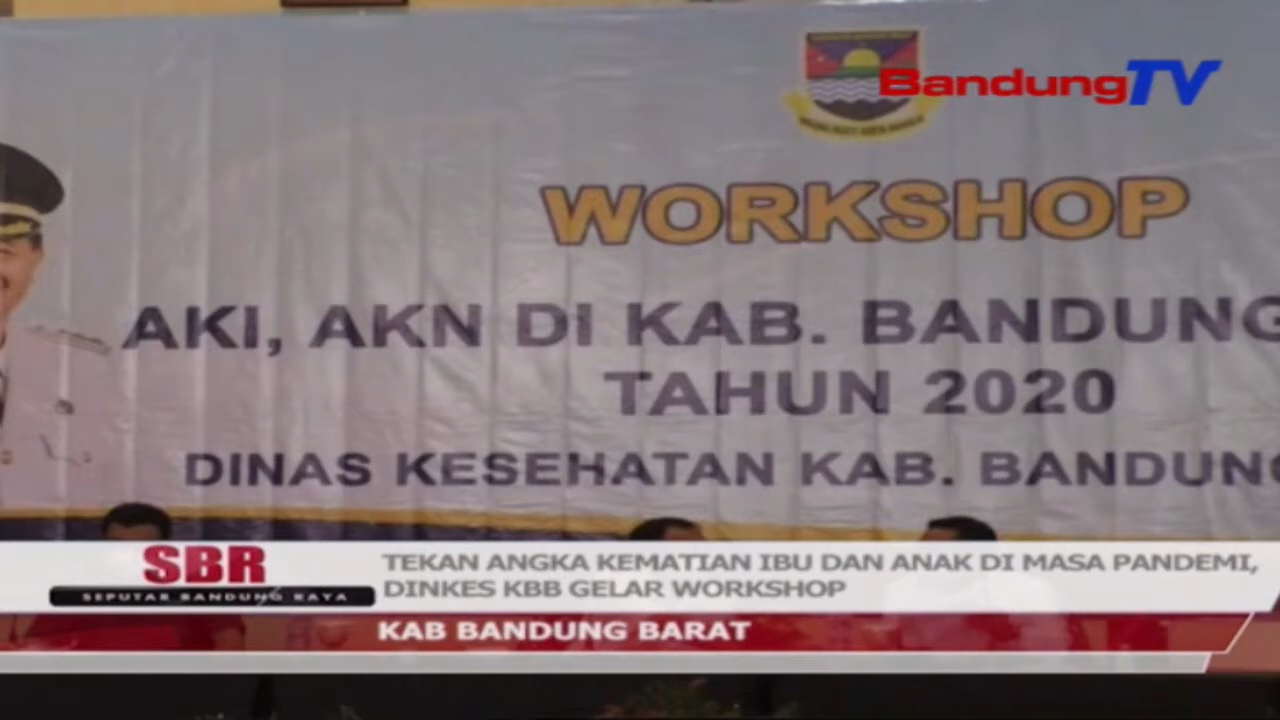 BandungTV
WORKSHOP
AKI, AKN DI KAB. BANDUNG
TAHUN 2020
DINAS KESEHATAN KAB. BANDUNG
SBR
SEPUTAR BANDUNG RAYA
TEKAN ANGKA KEMATIAN IBU DAN ANAK DI MASA PANDEMI,
DINKES KBB GELAR WORKSHOP
KAB BANDUNG BARAT